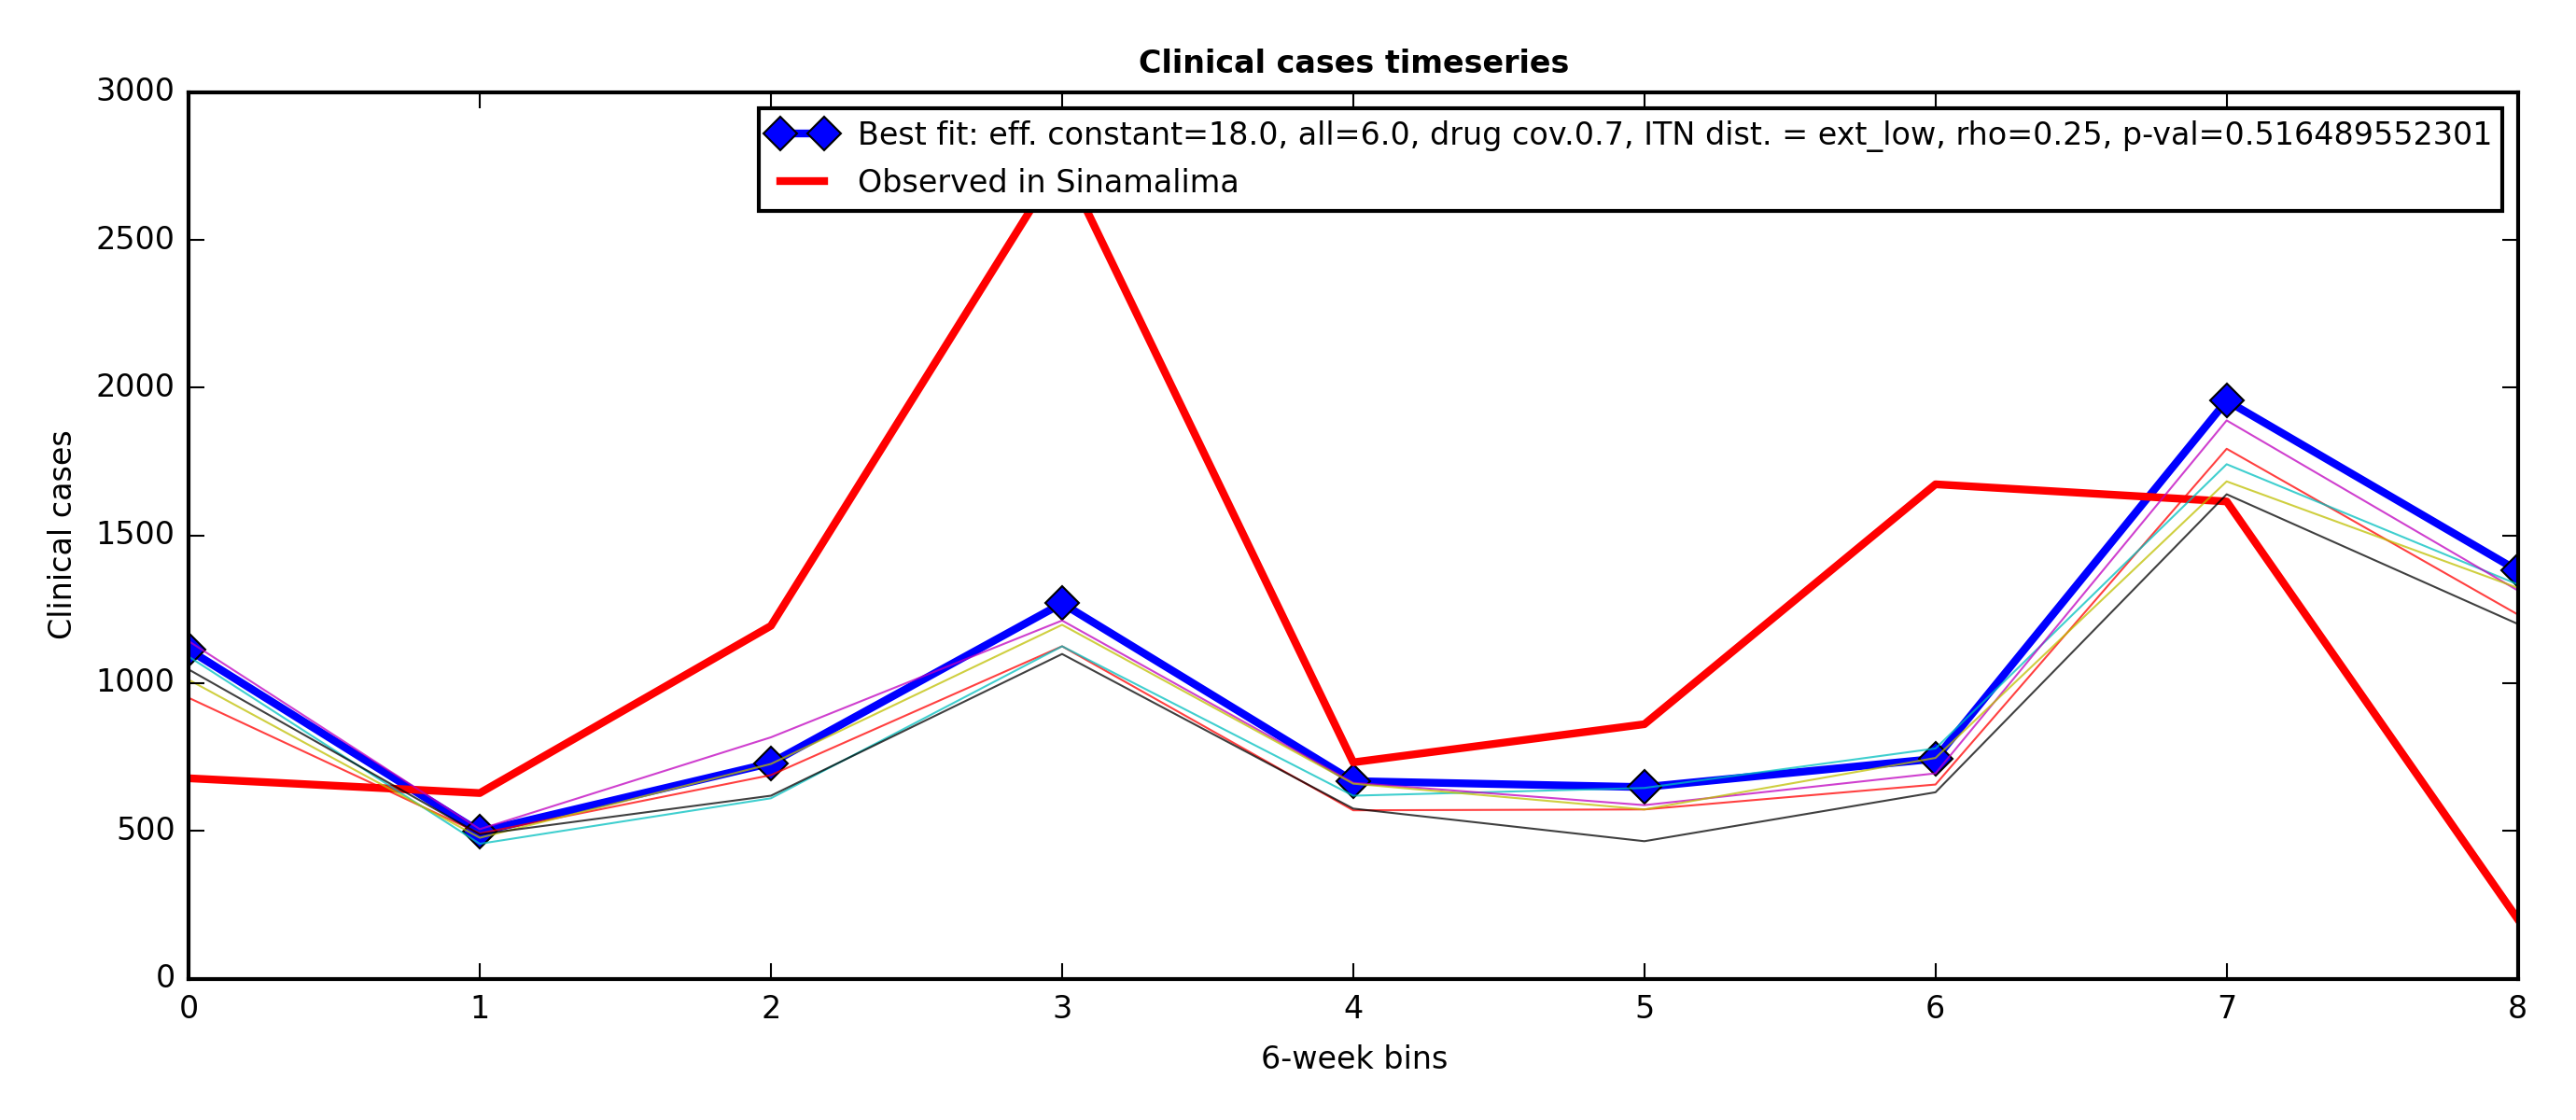 Clinical cases timeseries
3000
2500
2000
1500
1000
500
0
Clinical cases
Best fit: eff. constant=18.0, all=6.0, drug cov.0.7, ITN dist. = ext_low, rho=0.25, p-val=0.516489552301
Observed in Sinamalima
0 1 2 3 4 5 6 7 8
6-week bins